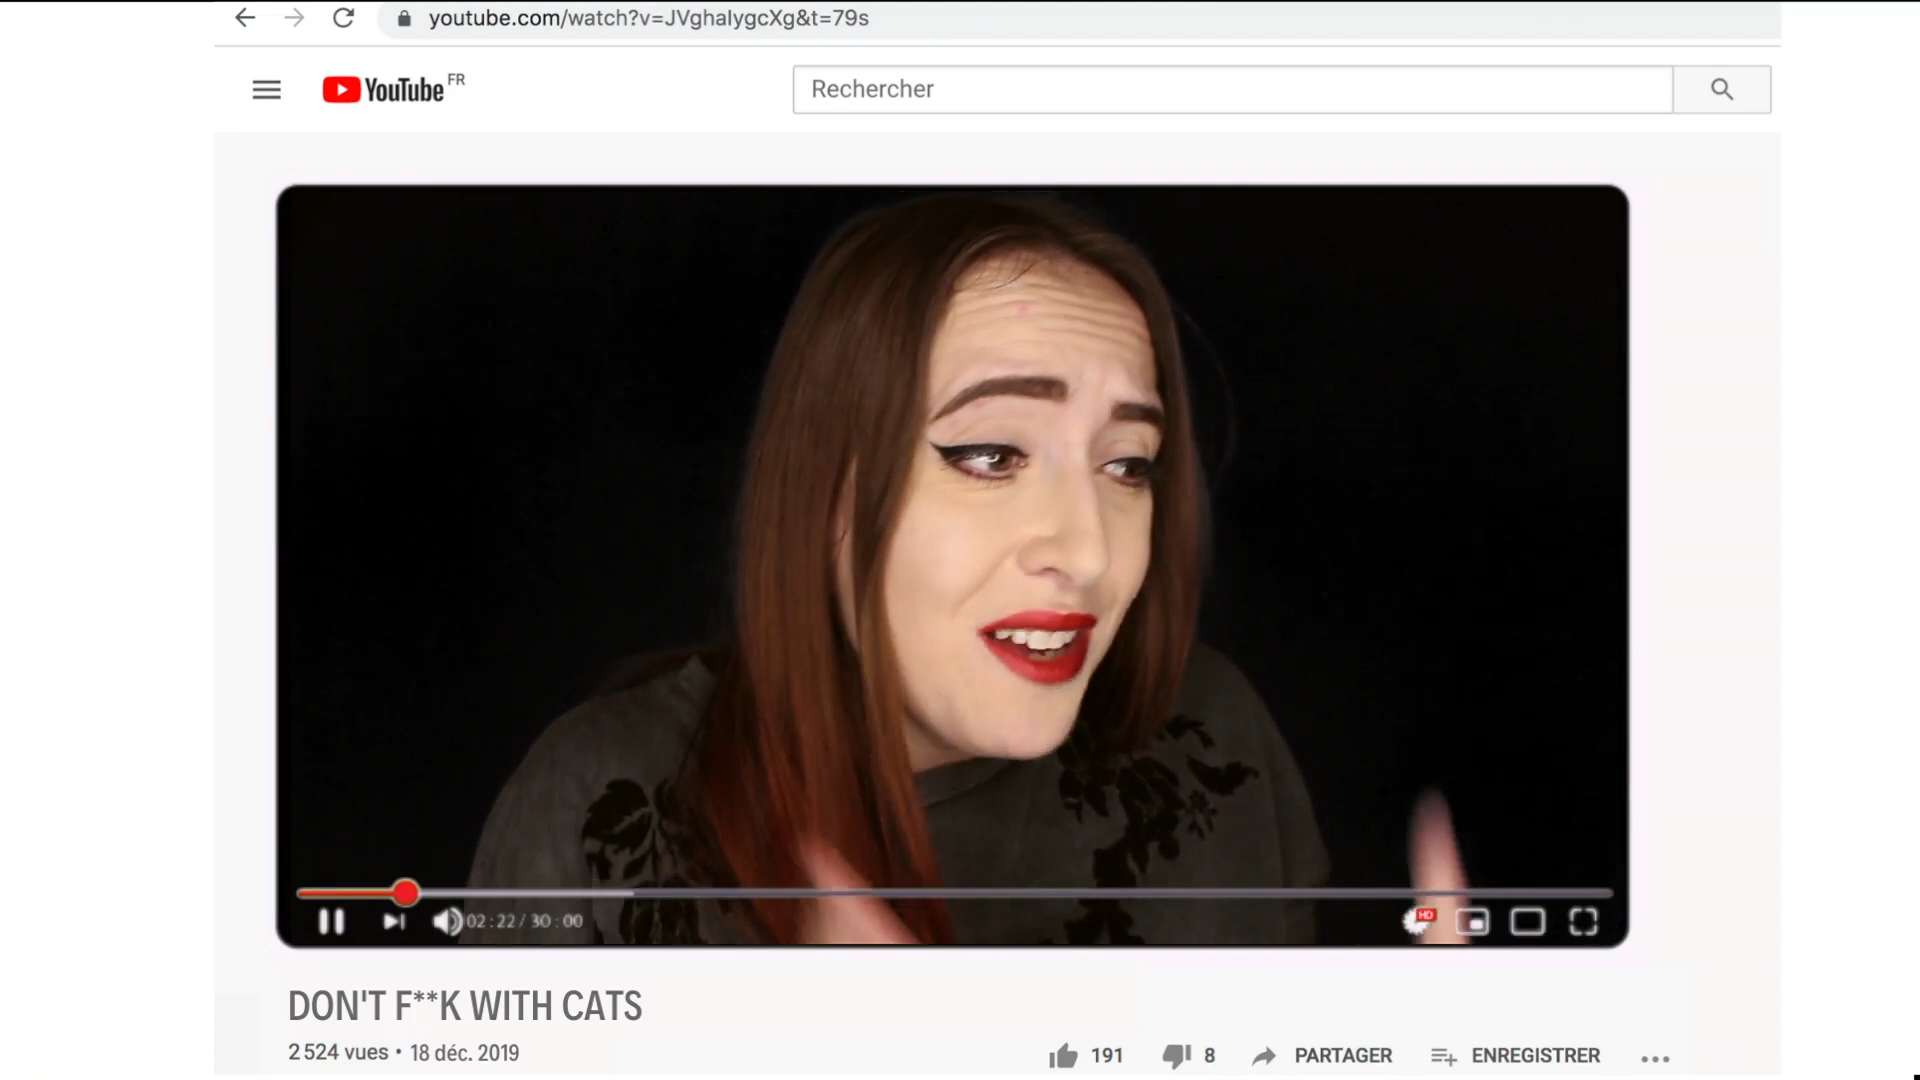 youtube.com/watch?v=JVghaIygcXg&t=79s
YouTube FR
Rechercher
HD
02:22 / 30:00
DON'T F**K WITH CATS
2 524 vues • 18 déc. 2019
191
8
PARTAGER
ENREGISTRER